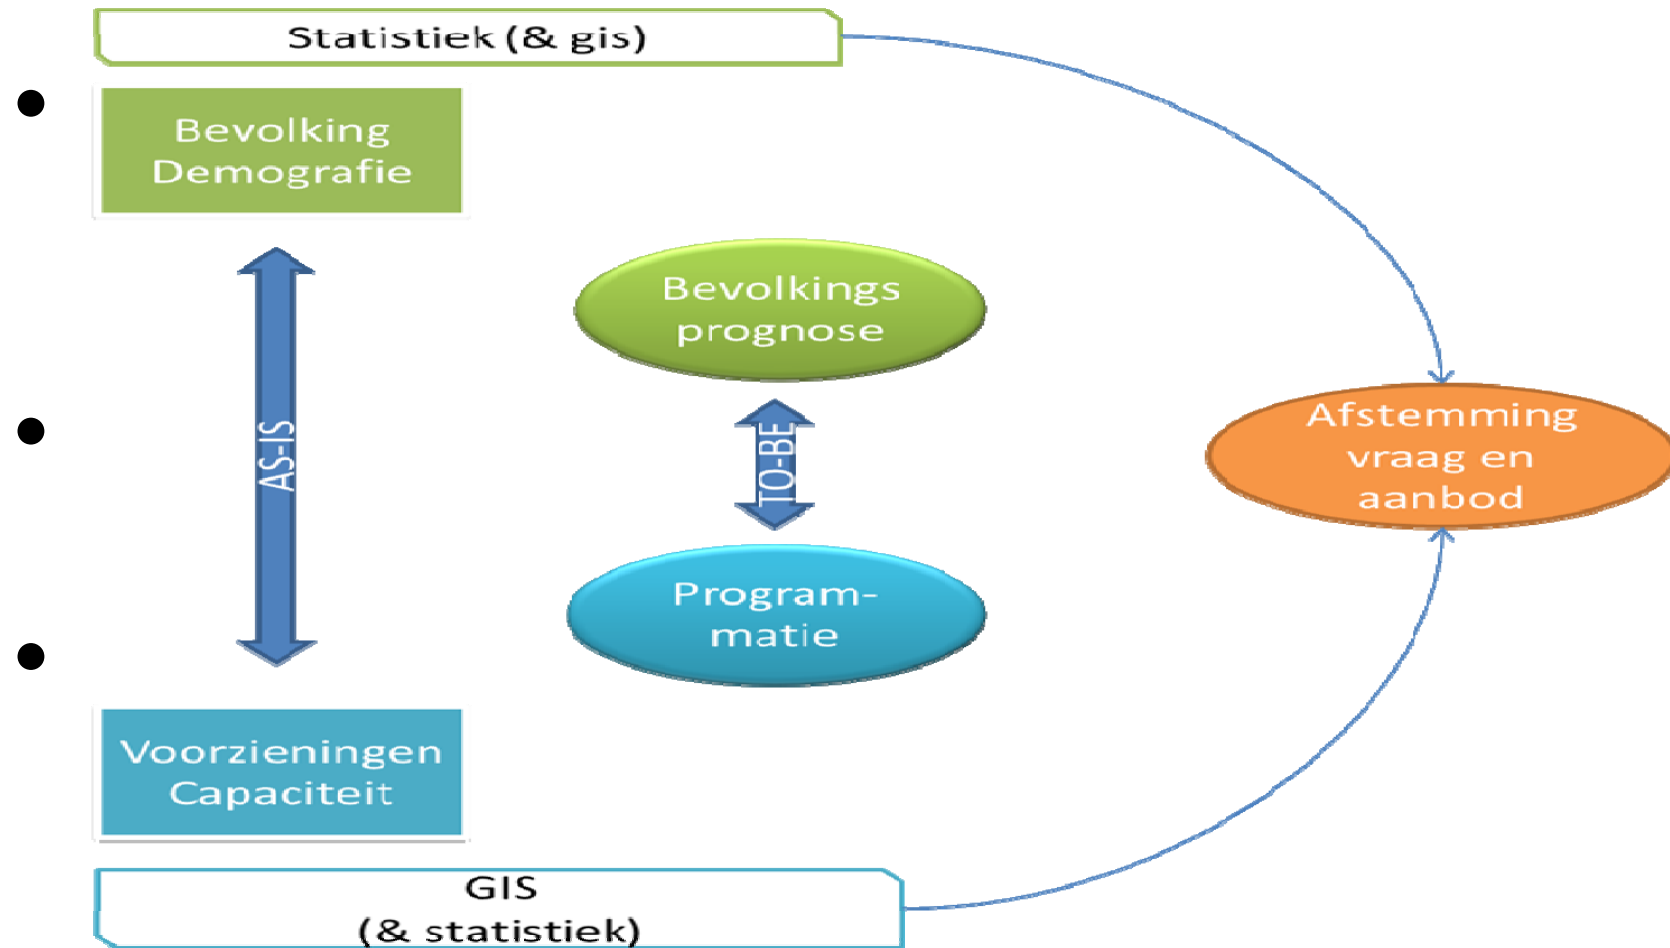 Statistiek (& gis)
Bevolking
Demografie
Bevolkings
prognose
AS-IS
TO-BE
Afstemming
vraag en
aanbod
Program-
matie
Voorzieningen
Capaciteit
GIS
(& statistiek)